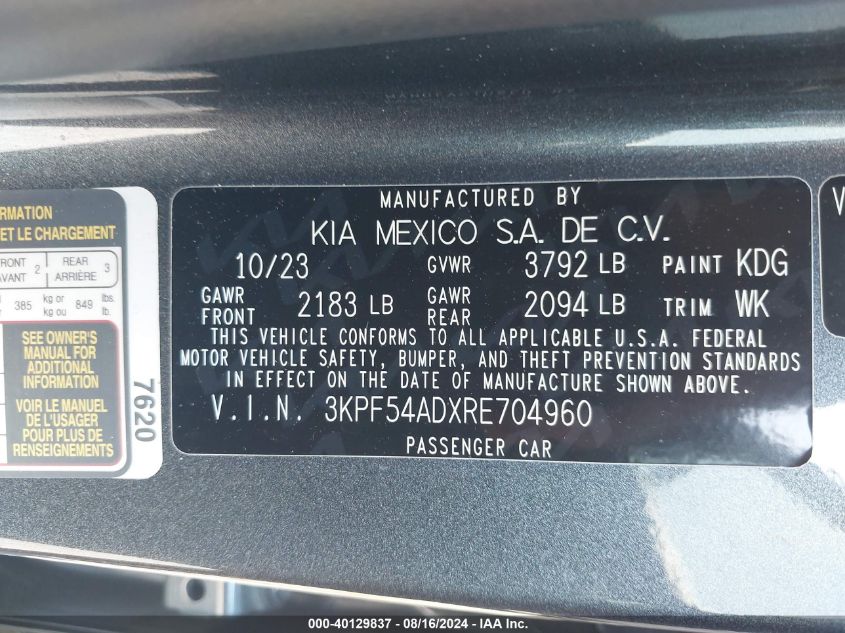 RMATION
ET LE CHARGEMENT
FRONT
AVANT 2 REAR
ARRIÈRE 3
385 kg or
kg ou 849 lbs.
lb.
SEE OWNER'S
MANUAL FOR
ADDITIONAL
INFORMATION
VOIR LE MANUEL
DE L'USAGER
POUR PLUS DE
RENSEIGNEMENTS
7620
MANUFACTURED BY
KIA MEXICO S.A. DE C.V.
10/23 GVWR 3792 LB PAINT KDG
GAWR
FRONT 2183 LB GAWR
REAR 2094 LB TRIM WK
THIS VEHICLE CONFORMS TO ALL APPLICABLE U.S.A. FEDERAL
MOTOR VEHICLE SAFETY, BUMPER, AND THEFT PREVENTION STANDARDS
IN EFFECT ON THE DATE OF MANUFACTURE SHOWN ABOVE.
V.I.N. 3KPF54ADXRE704960
PASSENGER CAR
V
000-40129837 - 08/16/2024 - IAA Inc.